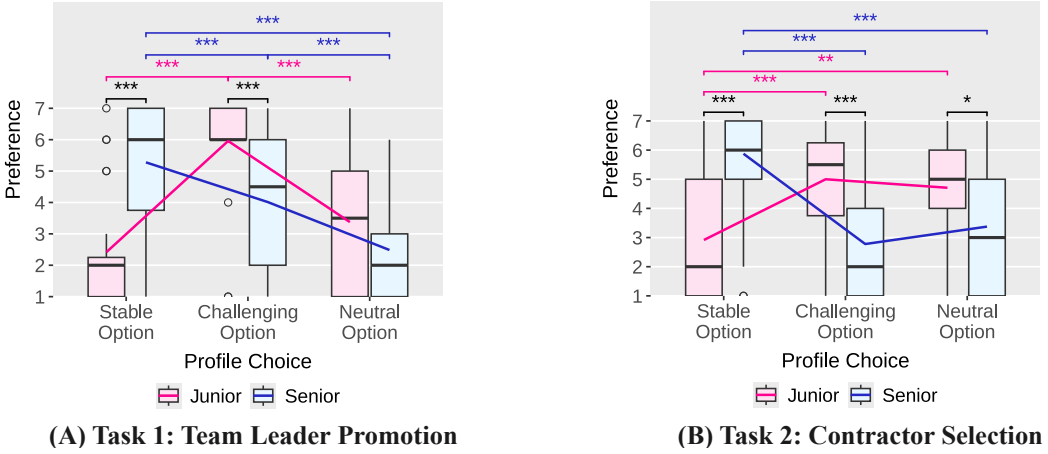 ***
***
***
***
***
***
***
7
6
5
4
3
2
1
Preference
Stable
Option
Challenging
Option
Neutral
Option
Profile Choice
Junior
Senior
(A) Task 1: Team Leader Promotion
***
***
**
***
***
***
*
7
6
5
4
3
2
1
Preference
Stable
Option
Challenging
Option
Neutral
Option
Profile Choice
Junior
Senior
(B) Task 2: Contractor Selection